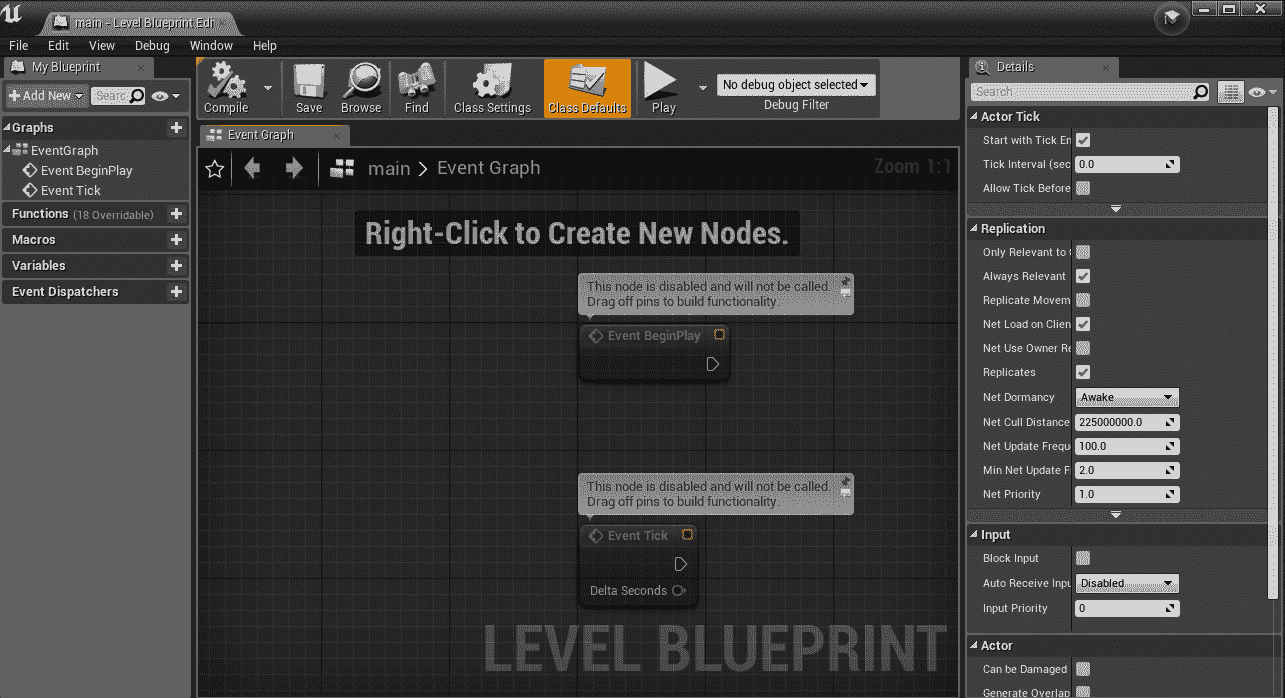 main - Level Blueprint Edi
File Edit View Debug Window Help
My Blueprint
Add New
Searc
Graphs
EventGraph
Event BeginPlay
Event Tick
Functions (18 Overridable)
Macros
Variables
Event Dispatchers
Compile
Save
Browse
Find
Class Settings
Class Defaults
Play
No debug object selected
Debug Filter
Event Graph
main > Event Graph
Zoom 1:1
Right-Click to Create New Nodes.
This node is disabled and will not be called.
Drag off pins to build functionality.
Event BeginPlay
This node is disabled and will not be called.
Drag off pins to build functionality.
Event Tick
Delta Seconds
LEVEL BLUEPRINT
Details
Search
Actor Tick
Start with Tick En
Tick Interval (sec 0.0
Allow Tick Before
Replication
Only Relevant to
Always Relevant
Replicate Movem
Net Load on Clien
Net Use Owner Re
Replicates
Net Dormancy Awake
Net Cull Distance 225000000.0
Net Update Frequ 100.0
Min Net Update F 2.0
Net Priority 1.0
Input
Block Input
Auto Receive Inpu Disabled
Input Priority 0
Actor
Can be Damaged
Generate Overlap